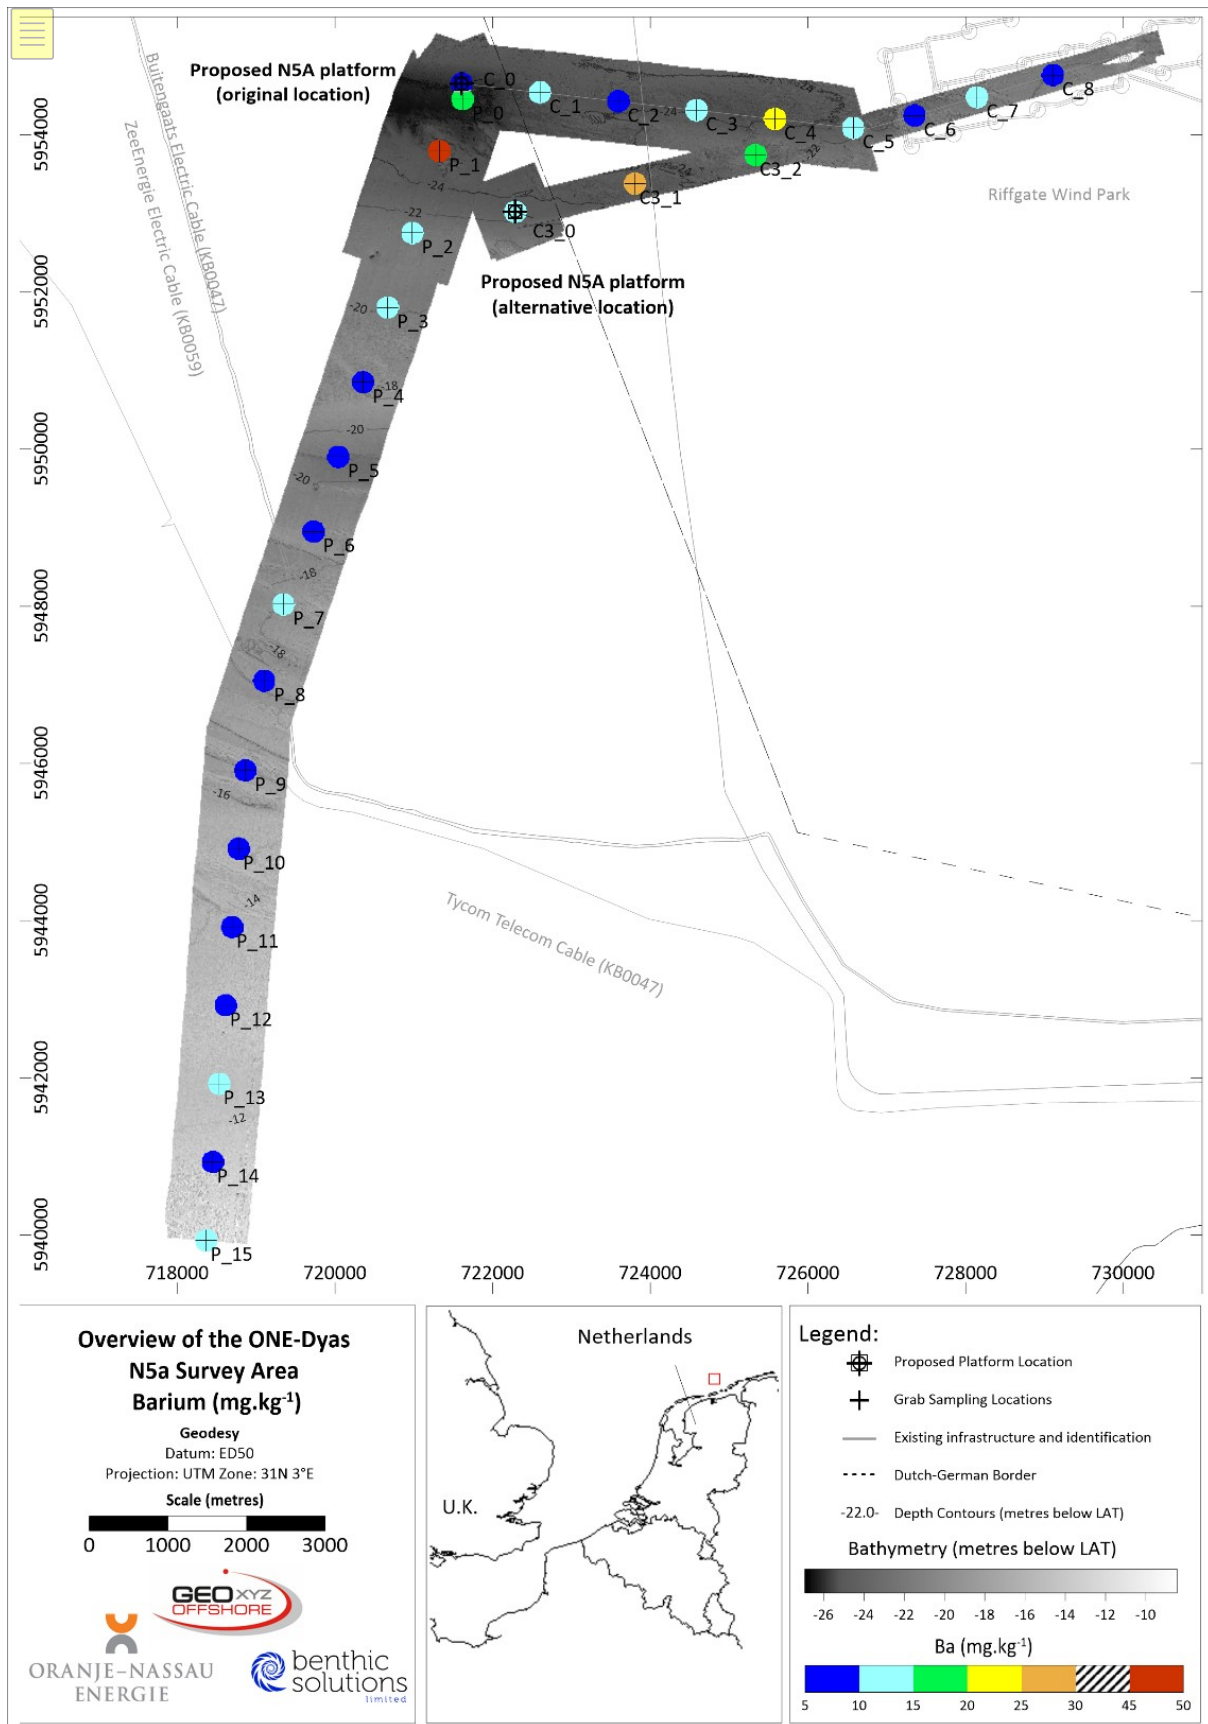 Proposed N5A platform
(original location)
C_0
P_0
C_1
C_2
C_3
C_4
C_5
C_6
C_7
C_8
P_1
C3_2
C3_1
C3_0
P_2
Riffgate Wind Park
Proposed N5A platform
(alternative location)
Buitengaats Electric Cable (KB0047)
ZeeEnergie Electric Cable (KB0059)
P_3
P_4
P_5
P_6
P_7
P_8
P_9
P_10
P_11
P_12
P_13
P_14
P_15
-24
-24
-24
-24
-22
-22
-20
-18
-20
-20
-18
-18
-16
-14
-12
Tycom Telecom Cable (KB0047)
5954000
5952000
5950000
5948000
5946000
5944000
5942000
5940000
718000 720000 722000 724000 726000 728000 730000
Overview of the ONE-Dyas
N5a Survey Area
Barium (mg.kg-1)
Geodesy
Datum: ED50
Projection: UTM Zone: 31N 3°E
Scale (metres)
0 1000 2000 3000
GEO XYZ
OFFSHORE
ORANJE-NASSAU
ENERGIE
benthic
solutions
limited
Netherlands
U.K.
Legend:
Proposed Platform Location
Grab Sampling Locations
Existing infrastructure and identification
Dutch-German Border
-22.0- Depth Contours (metres below LAT)
Bathymetry (metres below LAT)
-26 -24 -22 -20 -18 -16 -14 -12 -10
Ba (mg.kg-1)
5 10 15 20 25 30 45 50